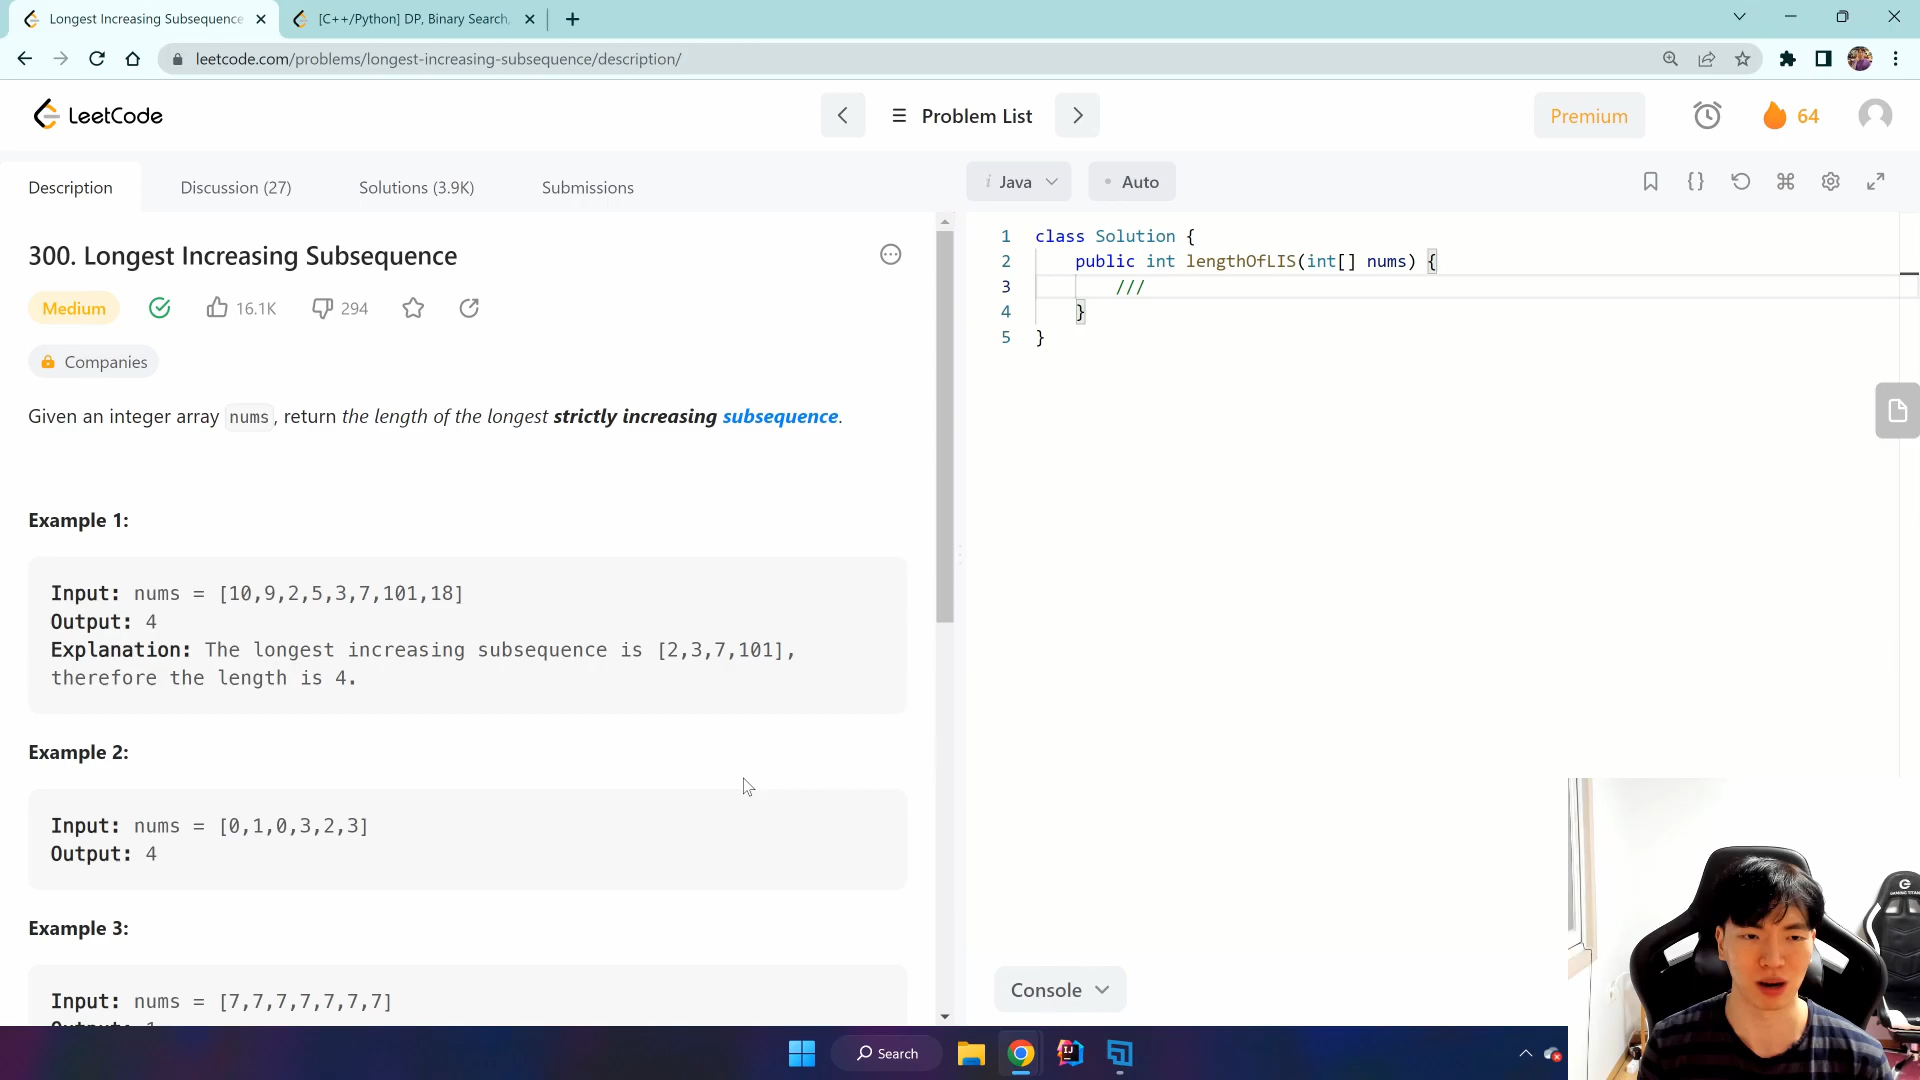 Longest Increasing Subsequence
[C++/Python] DP, Binary Search,
leetcode.com/problems/longest-increasing-subsequence/description/
LeetCode
Problem List
Premium
64
Description
Discussion (27)
Solutions (3.9K)
Submissions
i Java
• Auto
300. Longest Increasing Subsequence
Medium
16.1K
294
Companies
Given an integer array nums, return the length of the longest strictly increasing subsequence.
Example 1:
Input: nums = [10,9,2,5,3,7,101,18]
Output: 4
Explanation: The longest increasing subsequence is [2,3,7,101],
therefore the length is 4.
Example 2:
Input: nums = [0,1,0,3,2,3]
Output: 4
Example 3:
Input: nums = [7,7,7,7,7,7,7]
1 class Solution {
2 public int lengthOfLIS(int[] nums) {
3 ///
4 }
5 }
Console
Search